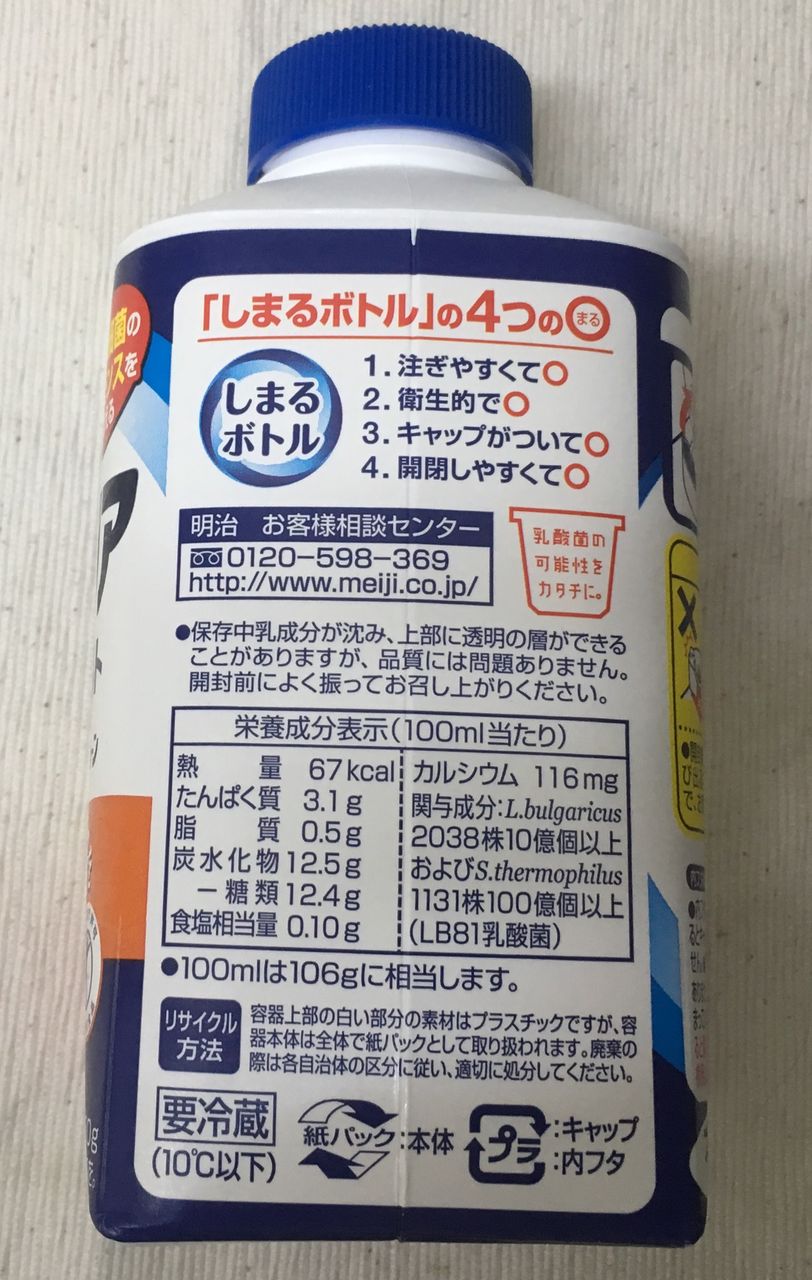 「しまるボトル」の4つのまる
しまる
ボトル
1.注ぎやすくて○
2.衛生的で○
3.キャップがついて○
4.開閉しやすくて○
明治 お客様相談センター
0120-598-369
http://www.meiji.co.jp/
乳酸菌の
可能性を
カタチに。
●保存中乳成分が沈み、上部に透明の層ができる
ことがありますが、品質には問題ありません。
開封前によく振ってお召し上がりください。
栄養成分表示(100ml当たり)
熱量 67kcal
たんぱく質 3.1g
脂質 0.5g
炭水化物 12.5g
－糖類 12.4g
食塩相当量 0.10g
カルシウム 116mg
関与成分:L.bulgaricus
2038株10億個以上
およびS.thermophilus
1131株100億個以上
(LB81乳酸菌)
●100mlは106gに相当します。
リサイクル
方法
容器上部の白い部分の素材はプラスチックですが、容
器本体は全体で紙パックとして取り扱われます。廃棄の
際は各自治体の区分に従い、適切に処分してください。
要冷蔵
(10℃以下)
紙パック:本体
プラ:キャップ
:内フタ
菌の
ンスを
ア
ト